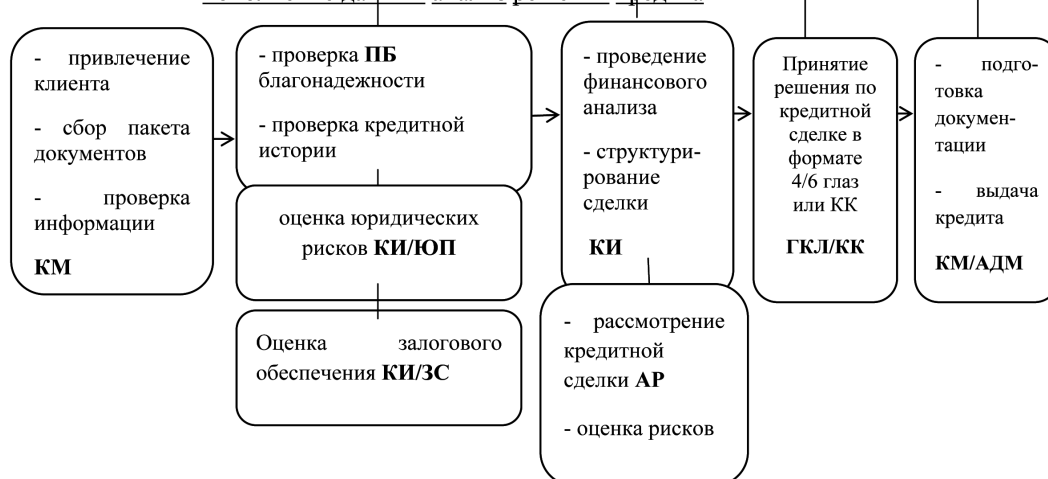 - привлечение
клиента
- сбор пакета
документов
- проверка
информации
КМ
- проверка ПБ
благонадежности
- проверка кредитной
истории
оценка юридических
рисков КИ/ЮП
Оценка залогового
обеспечения КИ/ЗС
- проведение
финансового
анализа
- структури-
рование
сделки
КИ
- рассмотрение
кредитной
сделки АР
- оценка рисков
Принятие
решения по
кредитной
сделке в
формате
4/6 глаз
или КК
ГКЛ/КК
- подго-
товка
докумен-
тации
- выдача
кредита
КМ/АДМ